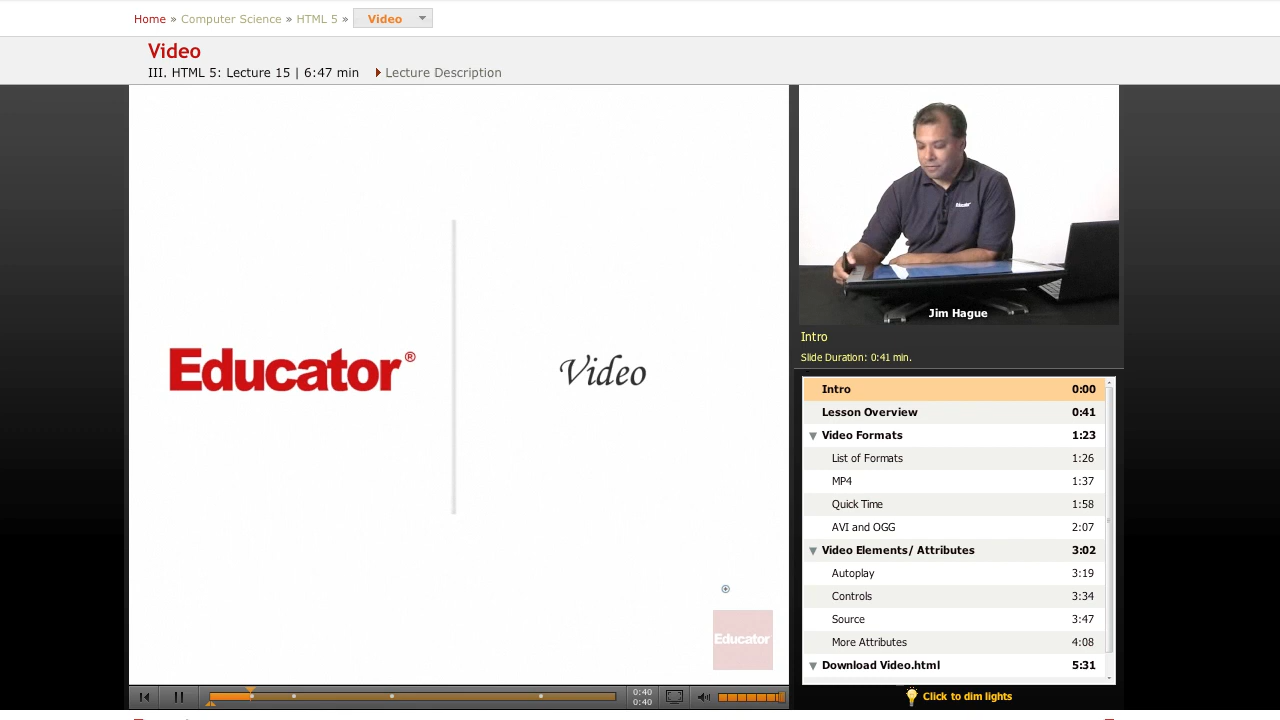 Home » Computer Science » HTML 5 » Video
Video
III. HTML 5: Lecture 15 | 6:47 min Lecture Description
Educator®
Video
Educator
Educator
Jim Hague
Intro
Slide Duration: 0:41 min.
Intro 0:00
Lesson Overview 0:41
Video Formats 1:23
List of Formats 1:26
MP4 1:37
Quick Time 1:58
AVI and OGG 2:07
Video Elements/ Attributes 3:02
Autoplay 3:19
Controls 3:34
Source 3:47
More Attributes 4:08
Download Video.html 5:31
0:40
0:40
Click to dim lights